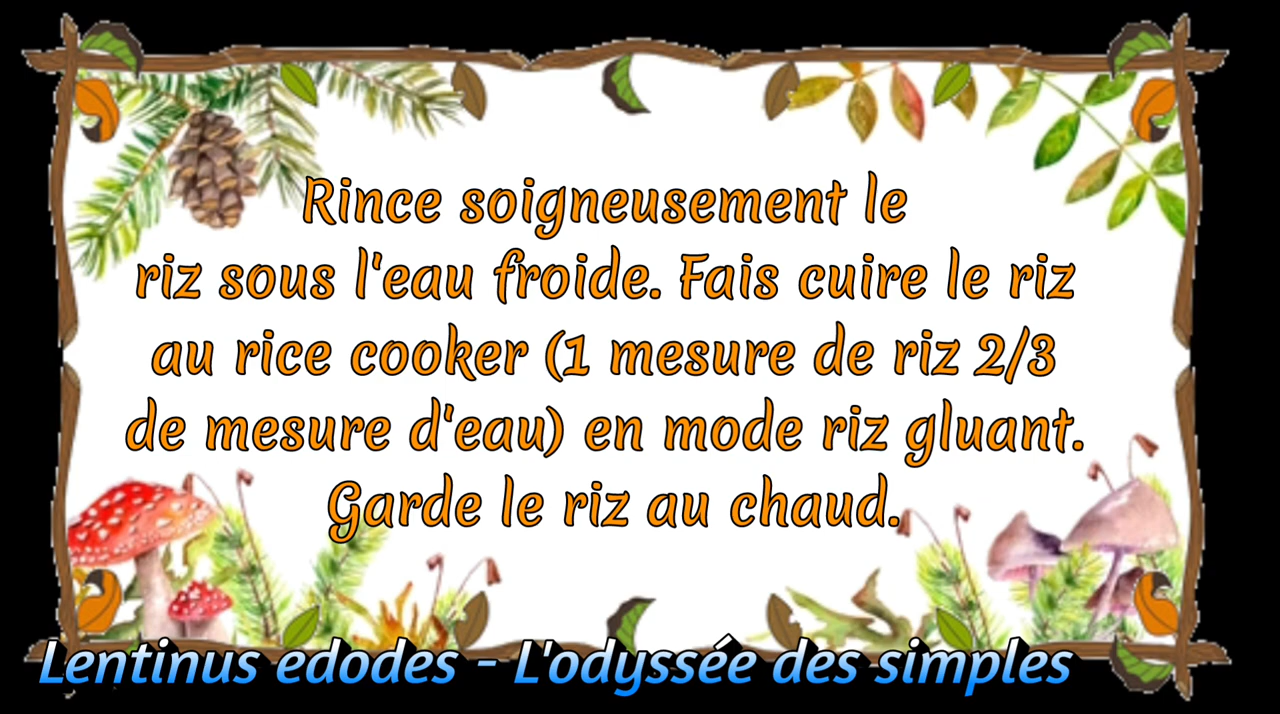 Rince soigneusement le
riz sous l'eau froide. Fais cuire le riz
au rice cooker (1 mesure de riz 2/3
de mesure d'eau) en mode riz gluant.
Garde le riz au chaud.
Lentinus edodes - L'odyssée des simples